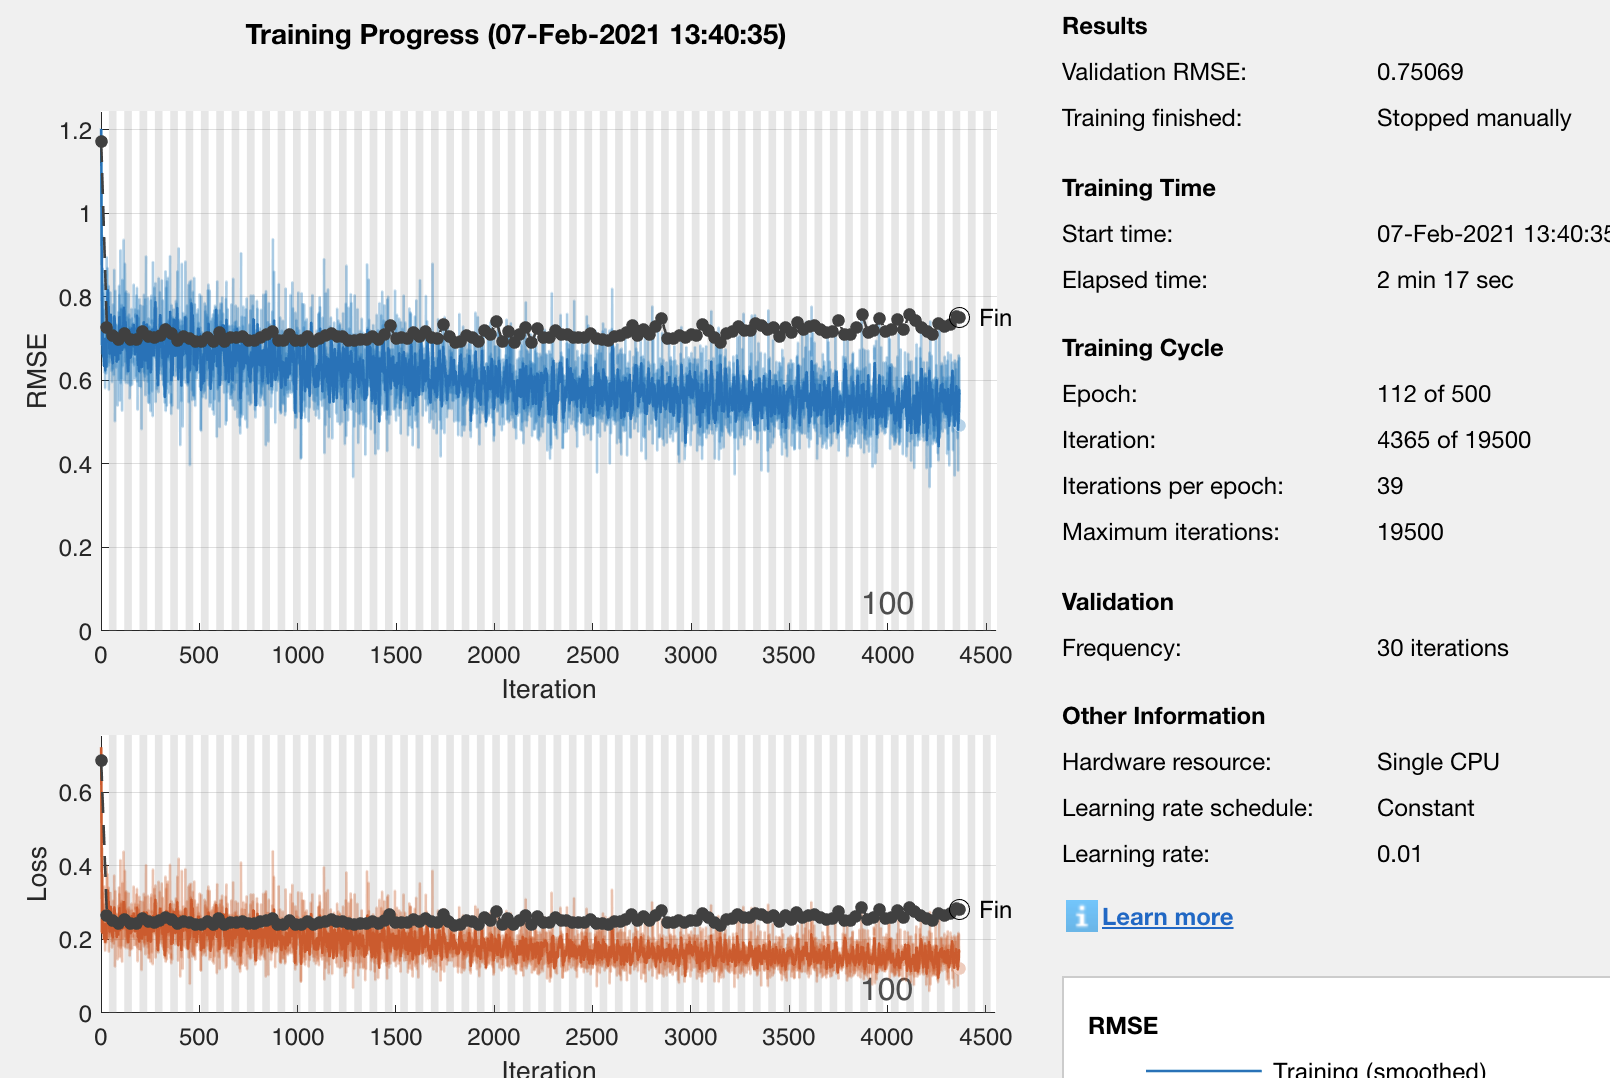 Training Progress (07-Feb-2021 13:40:35)
1.2
1
0.8
0.6
0.4
0.2
0
RMSE
Fin
100
0 500 1000 1500 2000 2500 3000 3500 4000 4500
Iteration
0.6
0.4
0.2
0
Loss
Fin
100
0 500 1000 1500 2000 2500 3000 3500 4000 4500
Iteration
Results
Validation RMSE: 0.75069
Training finished: Stopped manually
Training Time
Start time: 07-Feb-2021 13:40:35
Elapsed time: 2 min 17 sec
Training Cycle
Epoch: 112 of 500
Iteration: 4365 of 19500
Iterations per epoch: 39
Maximum iterations: 19500
Validation
Frequency: 30 iterations
Other Information
Hardware resource: Single CPU
Learning rate schedule: Constant
Learning rate: 0.01
i Learn more
RMSE
Training (smoothed)